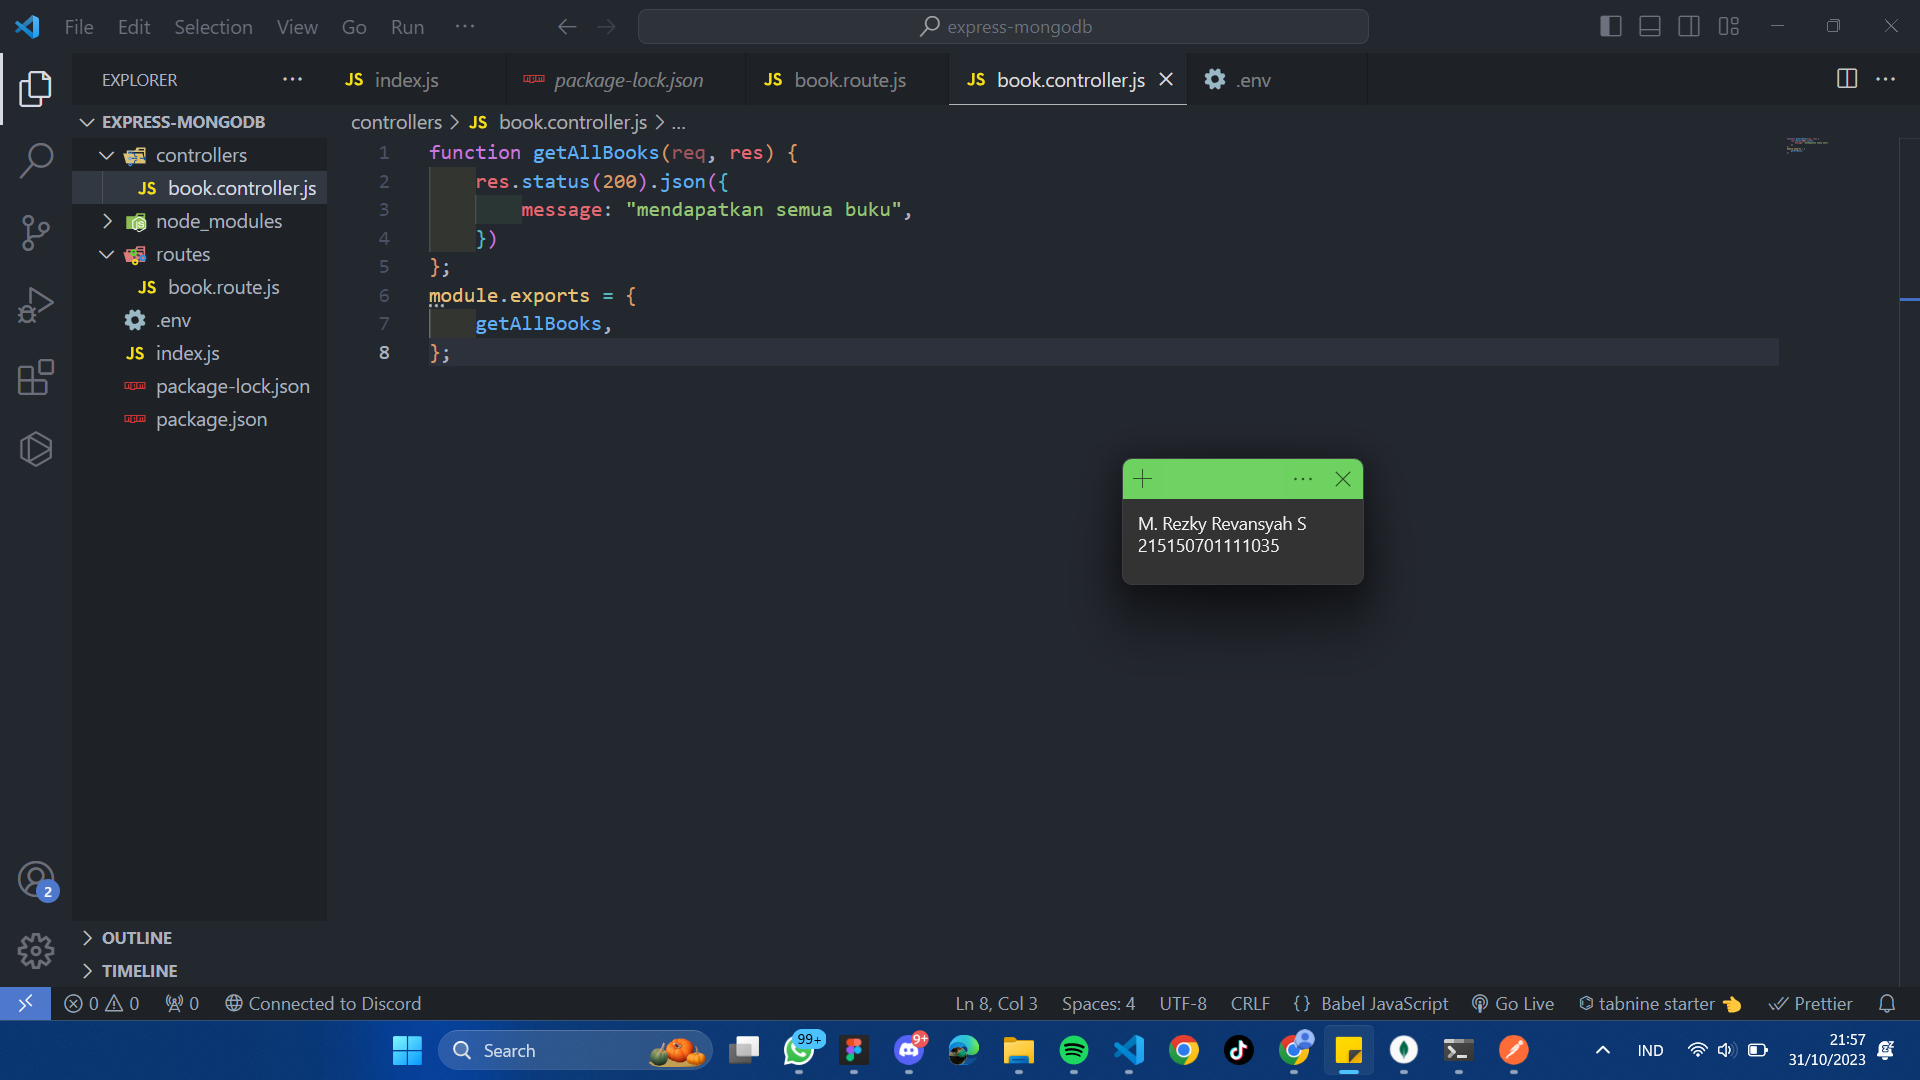 File Edit Selection View Go Run ... express-mongodb
EXPLORER ...
JS index.js package-lock.json JS book.route.js JS book.controller.js .env ...
EXPRESS-MONGODB
controllers
JS book.controller.js
node_modules
routes
JS book.route.js
.env
JS index.js
package-lock.json
package.json
OUTLINE
TIMELINE
controllers > JS book.controller.js > ...
1 function getAllBooks(req, res) {
2 res.status(200).json({
3 message: "mendapatkan semua buku",
4 })
5 };
6 module.exports = {
7 getAllBooks,
8 };
M. Rezky Revansyah S
215150701111035
2
0 0 0 Connected to Discord Ln 8, Col 3 Spaces: 4 UTF-8 CRLF {} Babel JavaScript Go Live tabnine starter Prettier
Search 99+ 9+ IND 21:57
31/10/2023